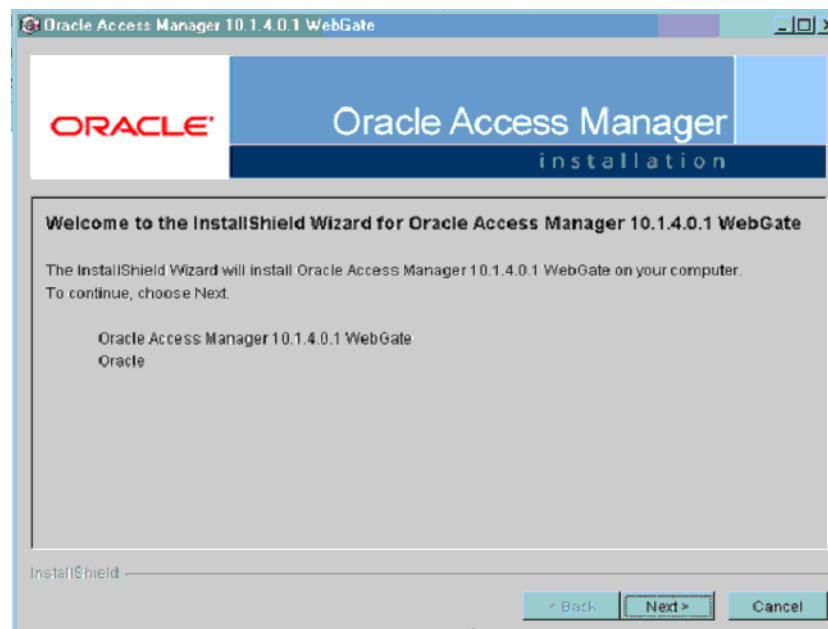 Oracle Access Manager 10.1.4.0.1 WebGate
ORACLE
Oracle Access Manager
installation
Welcome to the InstallShield Wizard for Oracle Access Manager 10.1.4.0.1 WebGate
The InstallShield Wizard will install Oracle Access Manager 10.1.4.0.1 WebGate on your computer.
To continue, choose Next.
Oracle Access Manager 10.1.4.0.1 WebGate
Oracle
InstallShield
< Back
Next >
Cancel